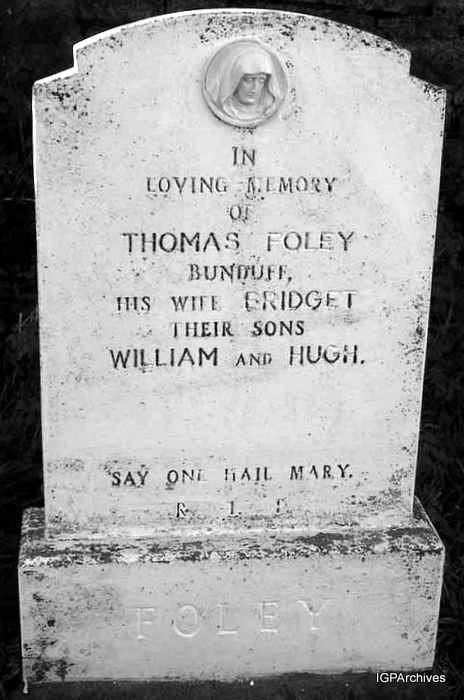 IN
LOVING MEMORY
OF
THOMAS FOLEY
BUNDUFF,
HIS WIFE BRIDGET
THEIR SONS
WILLIAM AND HUGH.
SAY ONE HAIL MARY.
R I P
FOLEY
IGPArchives